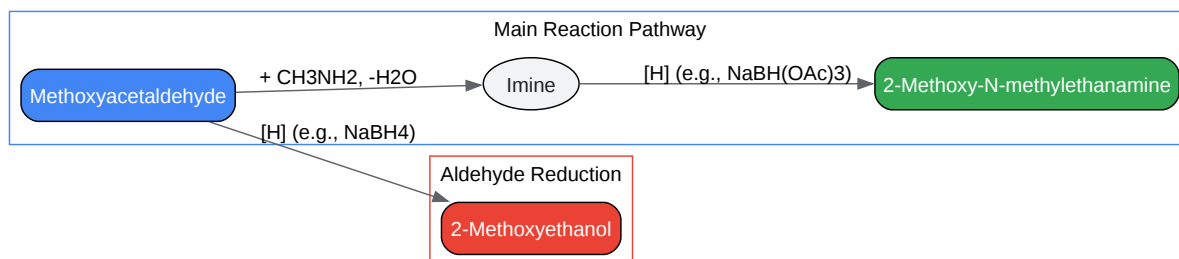 Main Reaction Pathway
Methoxyacetaldehyde
+ CH3NH2, -H2O
Imine
[H] (e.g., NaBH(OAc)3)
2-Methoxy-N-methylethanamine
[H] (e.g., NaBH4)
Aldehyde Reduction
2-Methoxyethanol